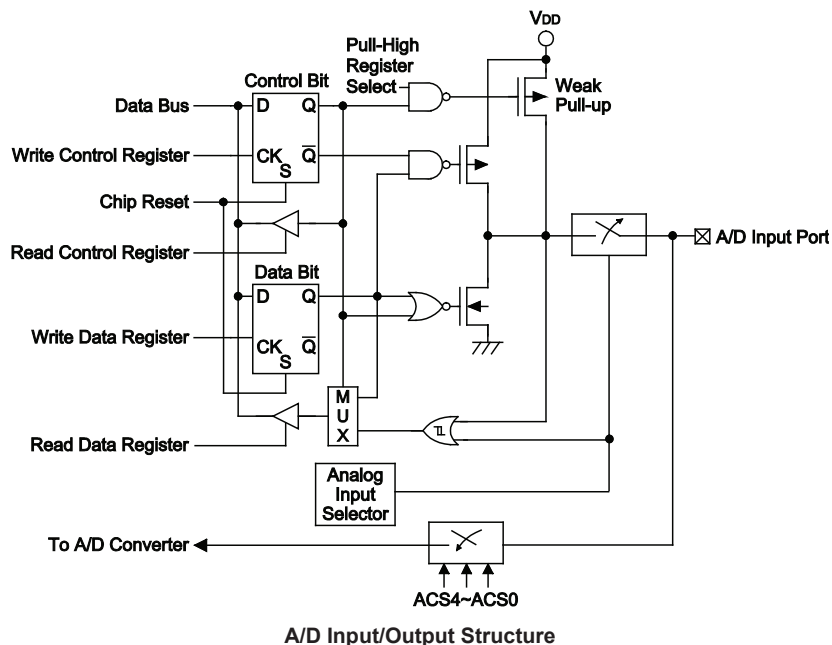 VDD
Pull-High
Register
Select
Control Bit
Weak
Pull-up
Data Bus
D Q
Write Control Register
CK Q̅
S
Chip Reset
A/D Input Port
Read Control Register
Data Bit
D Q
Write Data Register
CK Q̅
S
M
U
X
Read Data Register
Analog
Input
Selector
To A/D Converter
ACS4~ACS0
A/D Input/Output Structure